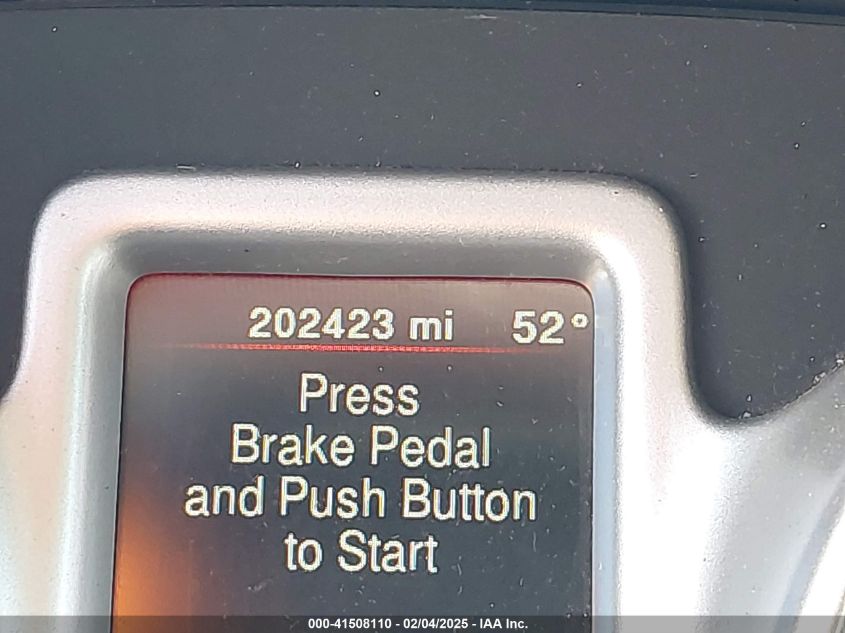 202423 mi 52°
Press
Brake Pedal
and Push Button
to Start
000-41508110 - 02/04/2025 - IAA Inc.